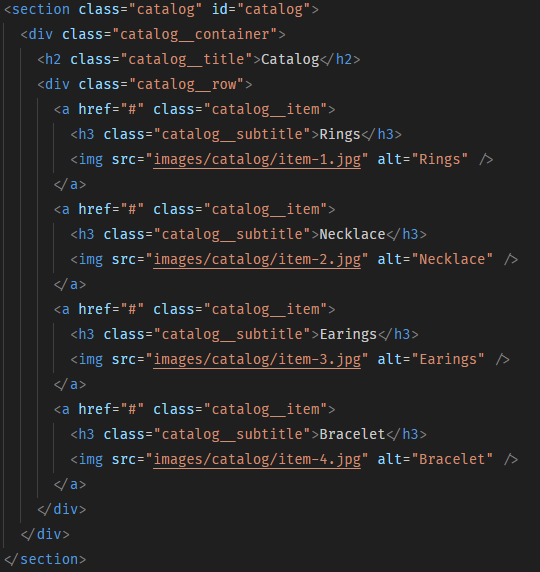 <section class="catalog" id="catalog">
<div class="catalog__container">
<h2 class="catalog__title">Catalog</h2>
<div class="catalog__row">
<a href="#" class="catalog__item">
<h3 class="catalog__subtitle">Rings</h3>
<img src="images/catalog/item-1.jpg" alt="Rings" />
</a>
<a href="#" class="catalog__item">
<h3 class="catalog__subtitle">Necklace</h3>
<img src="images/catalog/item-2.jpg" alt="Necklace" />
</a>
<a href="#" class="catalog__item">
<h3 class="catalog__subtitle">Earings</h3>
<img src="images/catalog/item-3.jpg" alt="Earings" />
</a>
<a href="#" class="catalog__item">
<h3 class="catalog__subtitle">Bracelet</h3>
<img src="images/catalog/item-4.jpg" alt="Bracelet" />
</a>
</div>
</div>
</section>